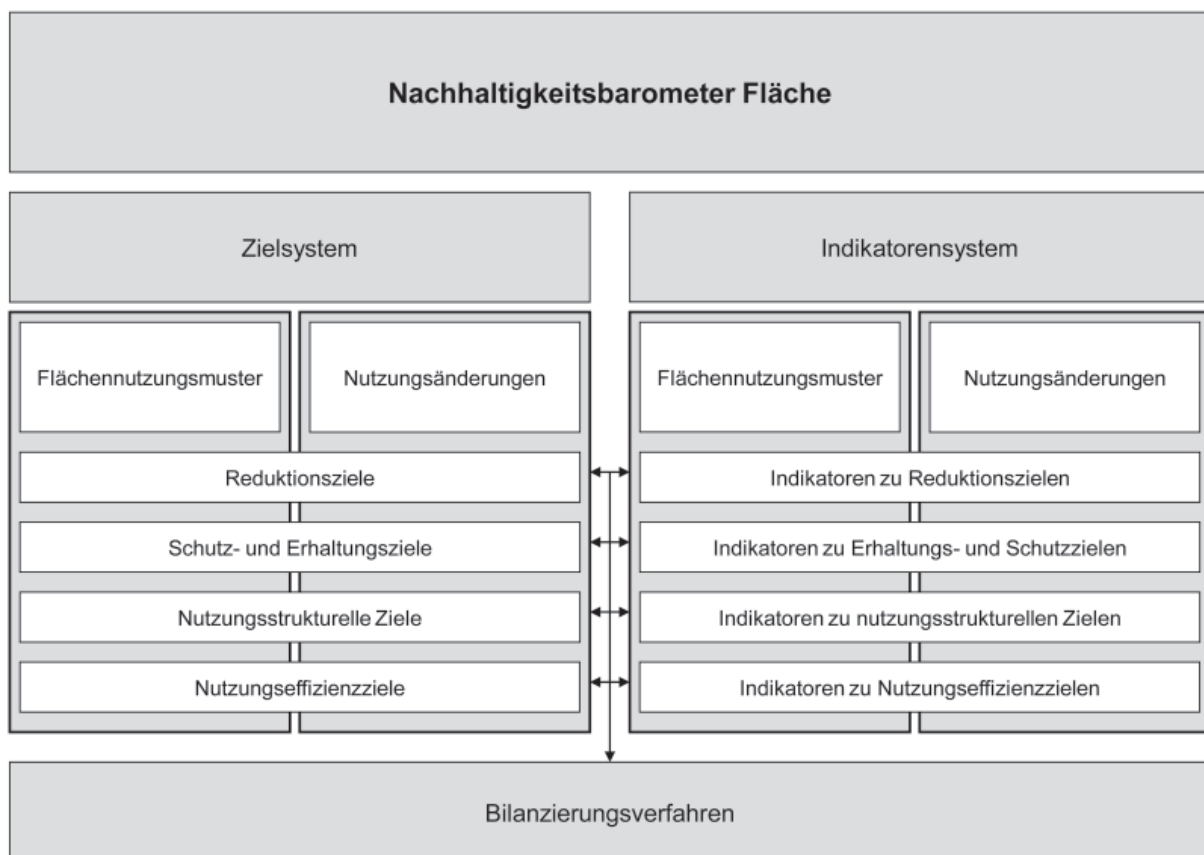 Nachhaltigkeitsbarometer Fläche
Zielsystem
Indikatorensystem
Flächennutzungsmuster
Nutzungsänderungen
Flächennutzungsmuster
Nutzungsänderungen
Reduktionsziele
Indikatoren zu Reduktionszielen
Schutz- und Erhaltungsziele
Indikatoren zu Erhaltungs- und Schutzzielen
Nutzungsstrukturelle Ziele
Indikatoren zu nutzungsstrukturellen Zielen
Nutzungseffizienzziele
Indikatoren zu Nutzungseffizienzzielen
Bilanzierungsverfahren